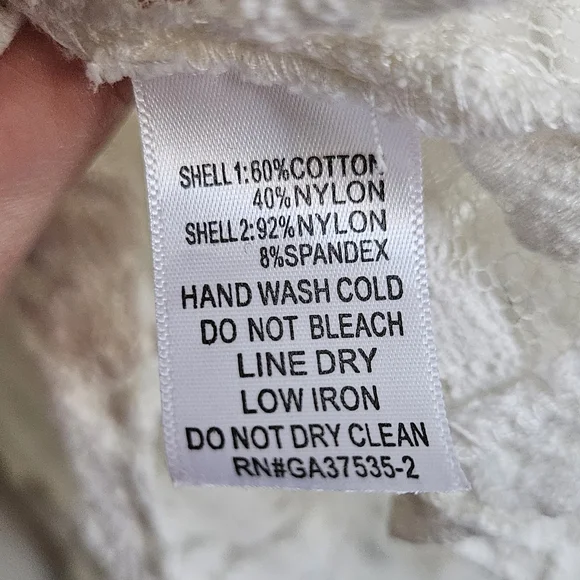 SHELL 1:60%COTTON
40%NYLON
SHELL 2:92%NYLON
8%SPANDEX
HAND WASH COLD
DO NOT BLEACH
LINE DRY
LOW IRON
DO NOT DRY CLEAN
RN#GA37535-2